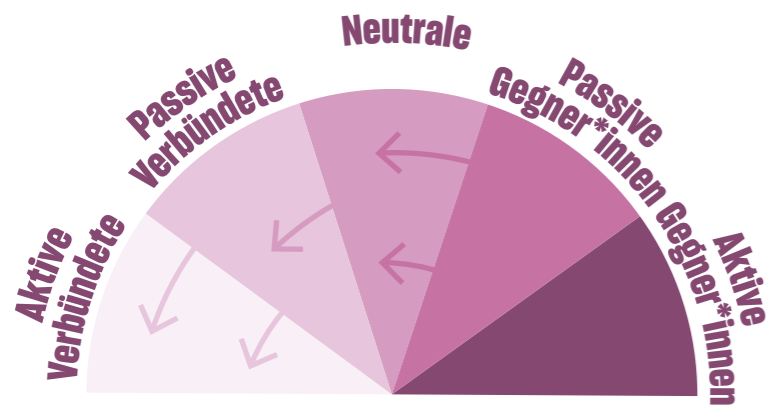 Aktive
Verbündete
Passive
Verbündete
Neutrale
Passive
Gegner*innen
Aktive
Gegner*innen